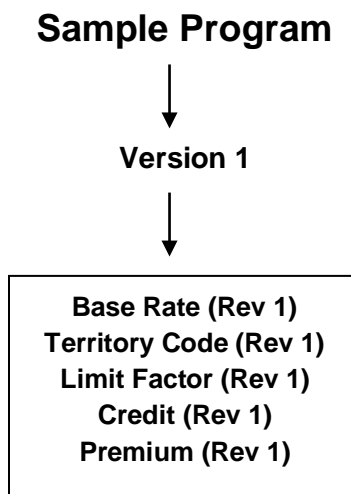 Sample Program
Version 1
Base Rate (Rev 1)
Territory Code (Rev 1)
Limit Factor (Rev 1)
Credit (Rev 1)
Premium (Rev 1)